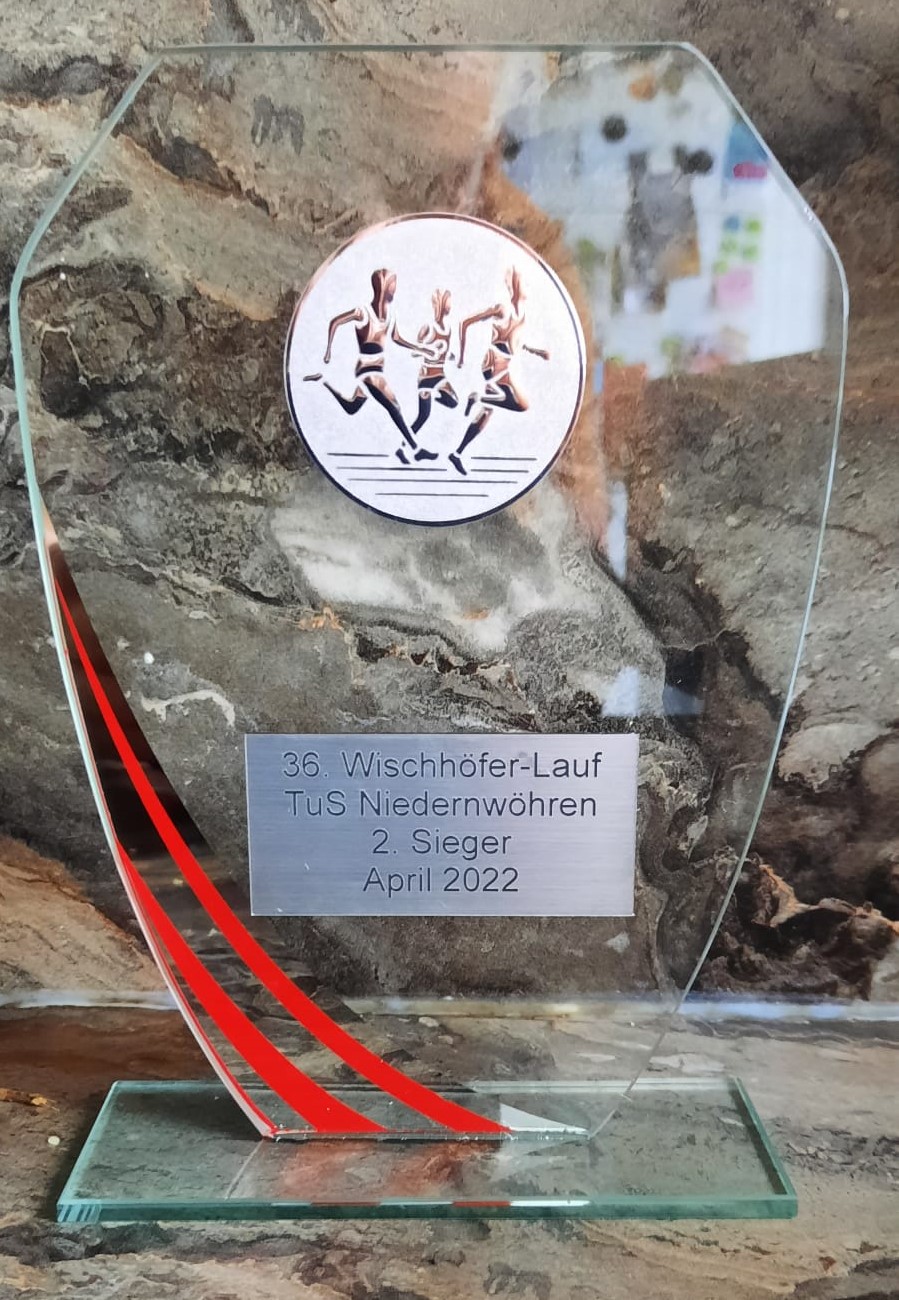 36. Wischhöfer-Lauf
TuS Niedernwöhren
2. Sieger
April 2022